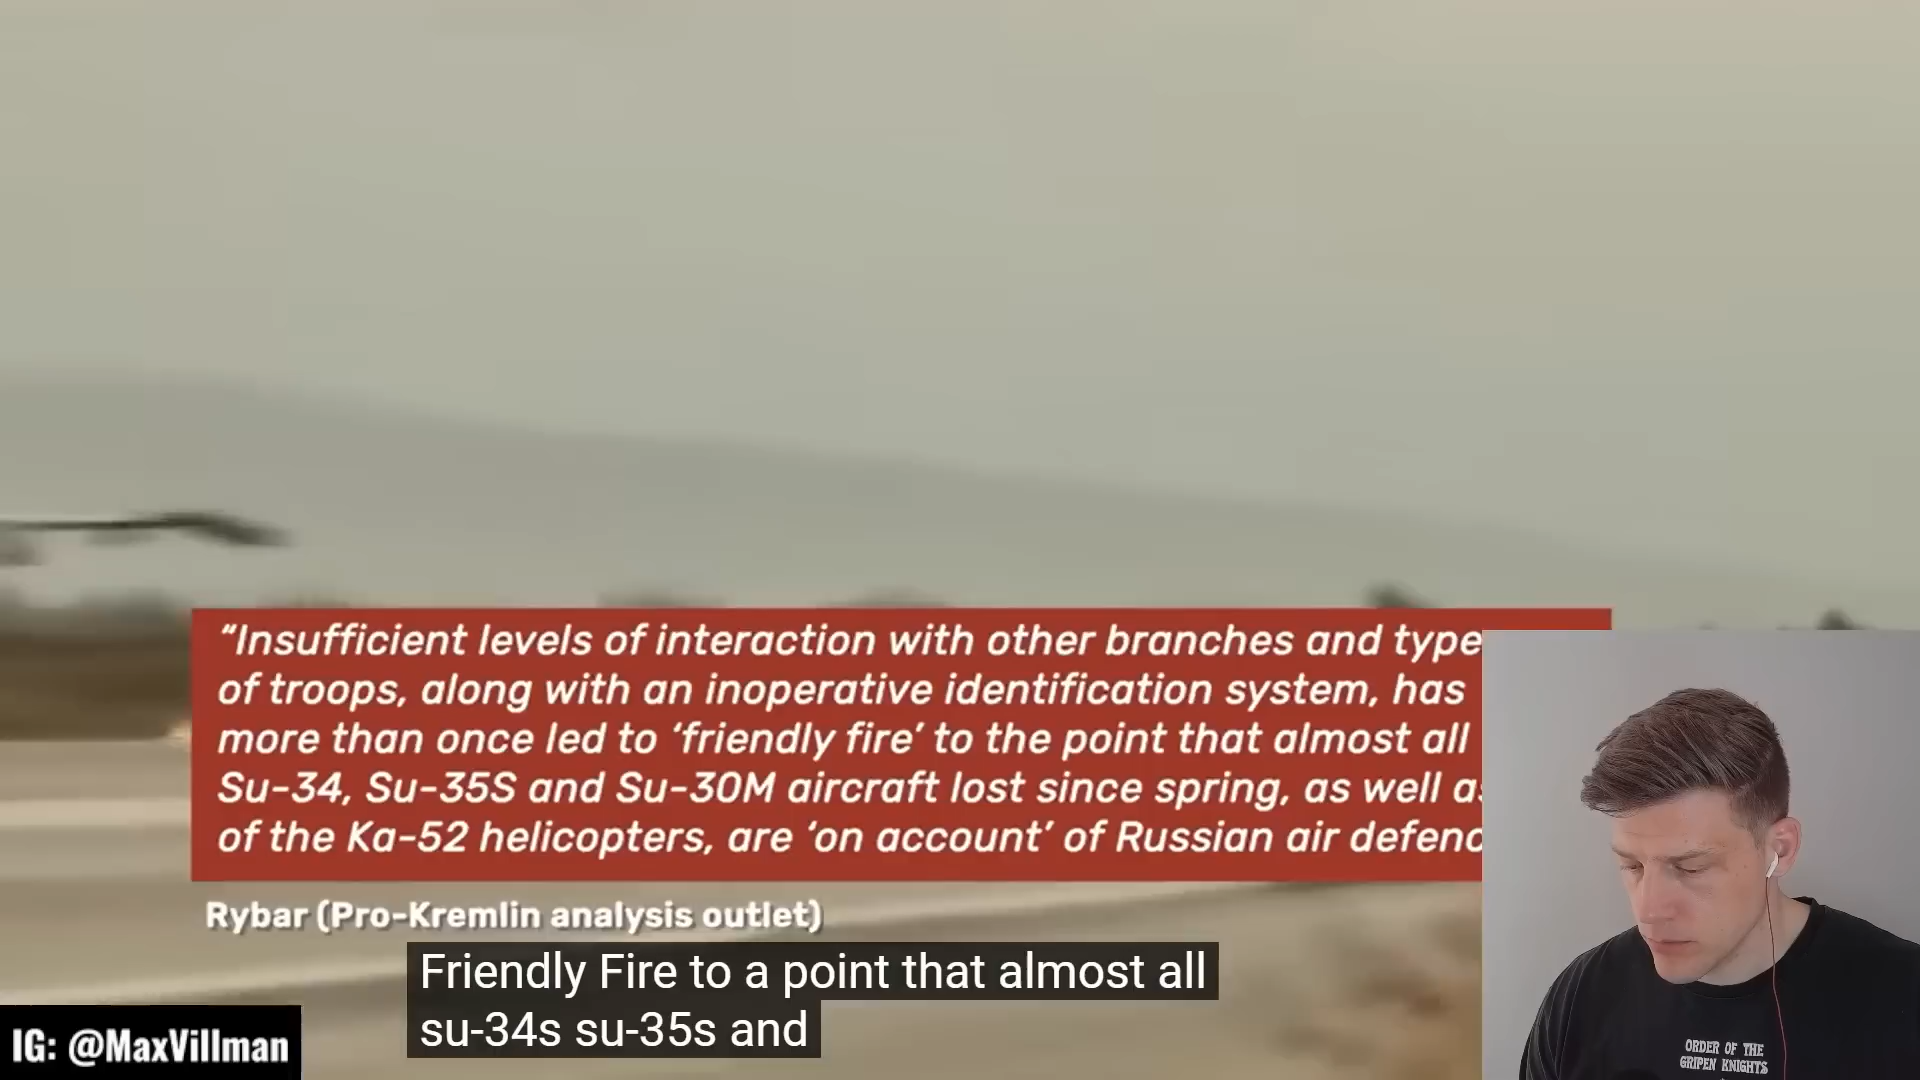 “Insufficient levels of interaction with other branches and type
of troops, along with an inoperative identification system, has
more than once led to ‘friendly fire’ to the point that almost all
Su-34, Su-35S and Su-30M aircraft lost since spring, as well as
of the Ka-52 helicopters, are ‘on account’ of Russian air defenc
Rybar (Pro-Kremlin analysis outlet)
Friendly Fire to a point that almost all
su-34s su-35s and
IG: @MaxVillman
ORDER OF THE
GRIPEN KNIGHTS